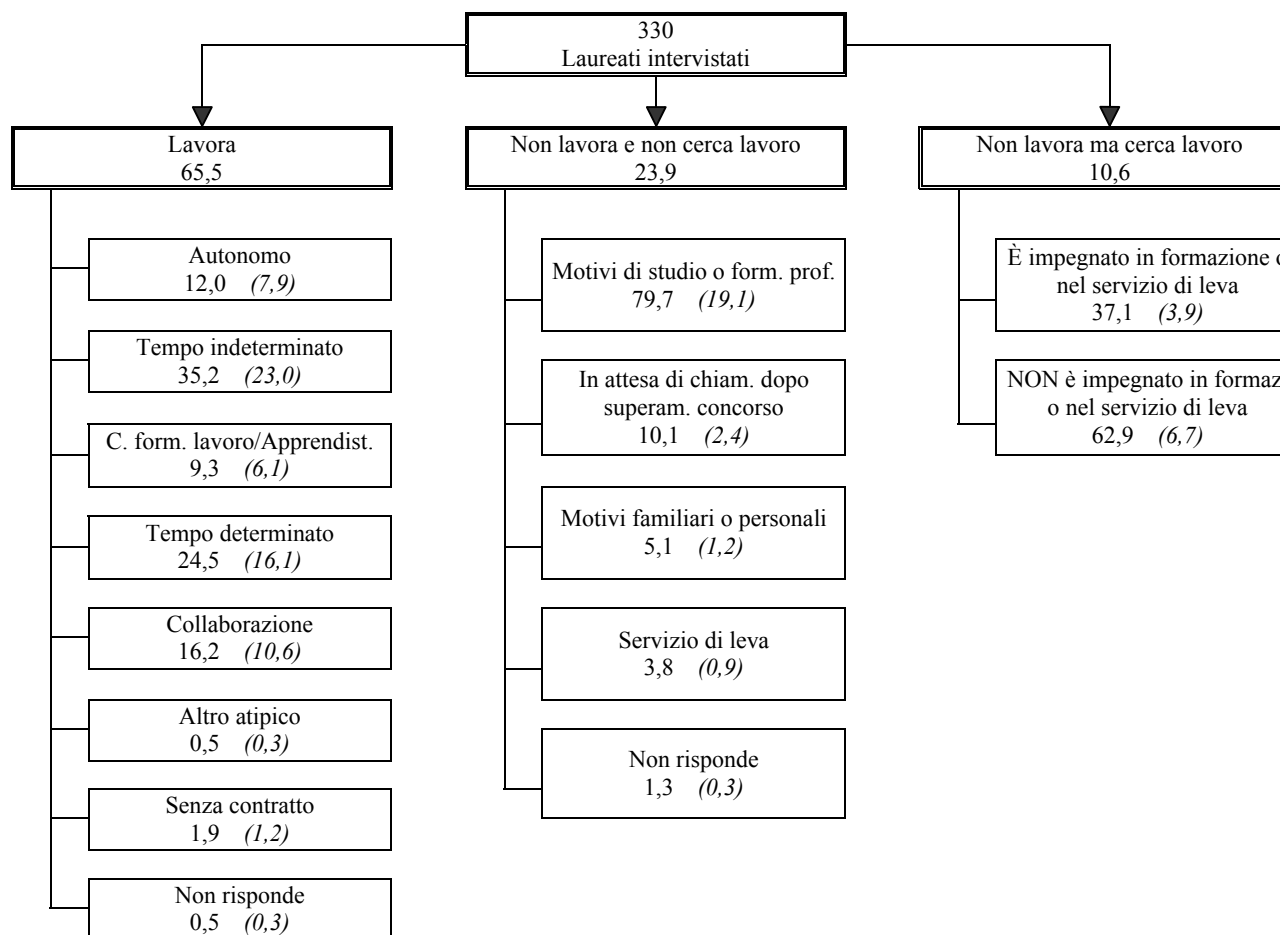 330
Laureati intervistati
Lavora
65,5
Autonomo
12,0 (7,9)
Tempo indeterminato
35,2 (23,0)
C. form. lavoro/Apprendist.
9,3 (6,1)
Tempo determinato
24,5 (16,1)
Collaborazione
16,2 (10,6)
Altro atipico
0,5 (0,3)
Senza contratto
1,9 (1,2)
Non risponde
0,5 (0,3)
Non lavora e non cerca lavoro
23,9
Motivi di studio o form. prof.
79,7 (19,1)
In attesa di chiam. dopo
superam. concorso
10,1 (2,4)
Motivi familiari o personali
5,1 (1,2)
Servizio di leva
3,8 (0,9)
Non risponde
1,3 (0,3)
Non lavora ma cerca lavoro
10,6
È impegnato in formazione o
nel servizio di leva
37,1 (3,9)
NON è impegnato in formaz
o nel servizio di leva
62,9 (6,7)